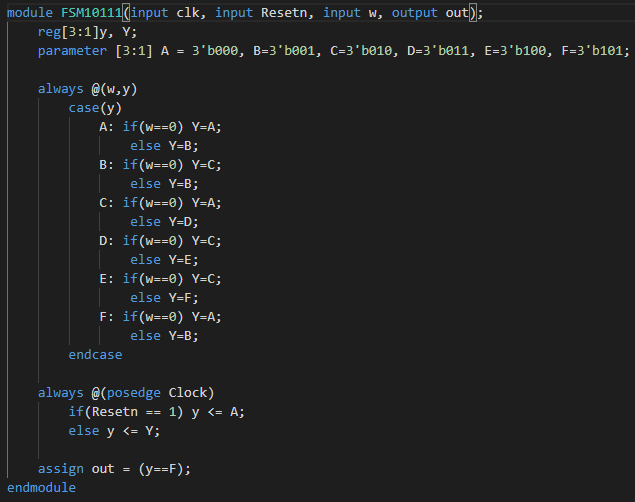 module FSM10111(input clk, input Resetn, input w, output out);
reg[3:1]y, Y;
parameter [3:1] A = 3'b000, B=3'b001, C=3'b010, D=3'b011, E=3'b100, F=3'b101;
always @(w,y)
case(y)
A: if(w==0) Y=A;
else Y=B;
B: if(w==0) Y=C;
else Y=B;
C: if(w==0) Y=A;
else Y=D;
D: if(w==0) Y=C;
else Y=E;
E: if(w==0) Y=C;
else Y=F;
F: if(w==0) Y=A;
else Y=B;
endcase
always @(posedge Clock)
if(Resetn == 1) y <= A;
else y <= Y;
assign out = (y==F);
endmodule